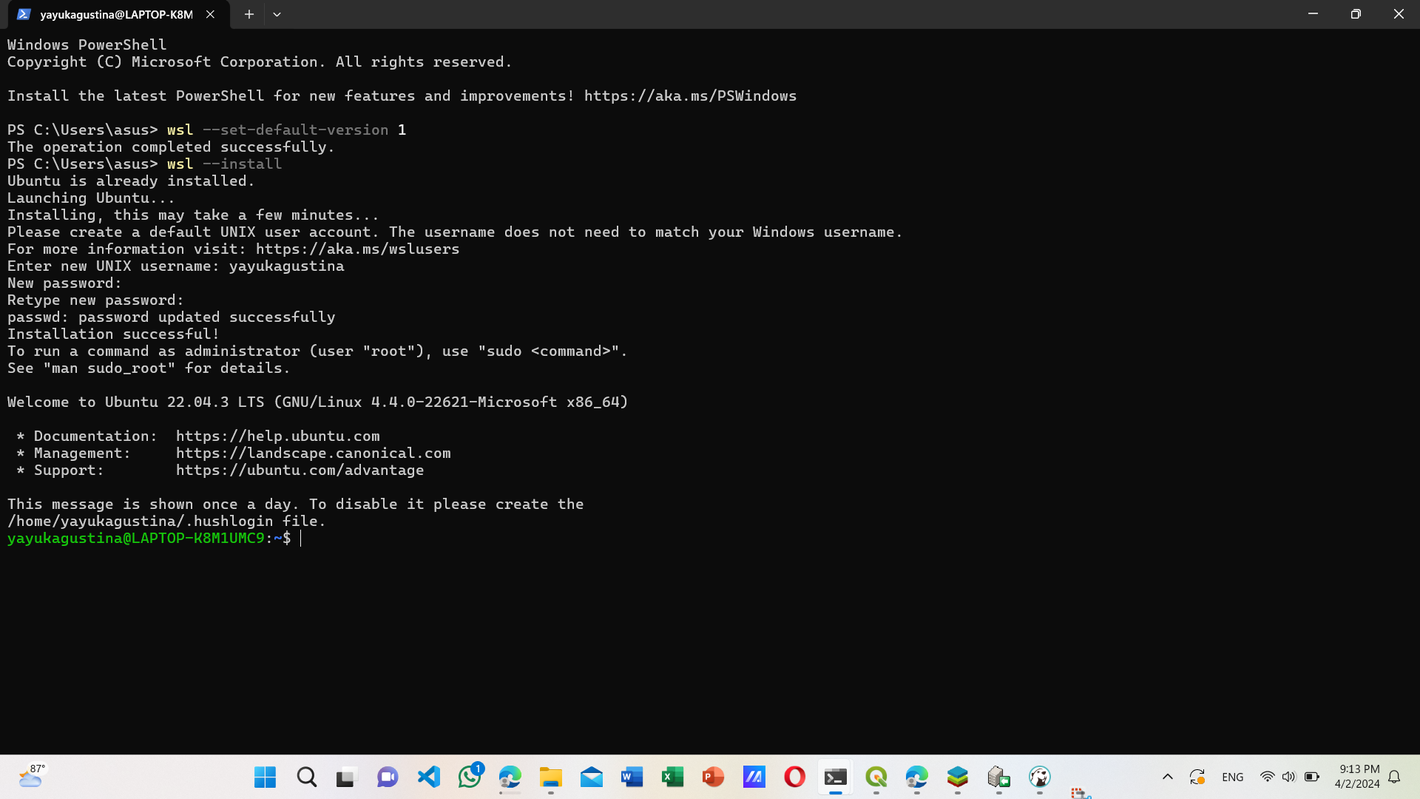 yayukagustina@LAPTOP-K8M
Windows PowerShell
Copyright (C) Microsoft Corporation. All rights reserved.
Install the latest PowerShell for new features and improvements! https://aka.ms/PSWindows
PS C:\Users\asus> wsl --set-default-version 1
The operation completed successfully.
PS C:\Users\asus> wsl --install
Ubuntu is already installed.
Launching Ubuntu...
Installing, this may take a few minutes...
Please create a default UNIX user account. The username does not need to match your Windows username.
For more information visit: https://aka.ms/wslusers
Enter new UNIX username: yayukagustina
New password:
Retype new password:
passwd: password updated successfully
Installation successful!
To run a command as administrator (user "root"), use "sudo <command>".
See "man sudo_root" for details.
Welcome to Ubuntu 22.04.3 LTS (GNU/Linux 4.4.0-22621-Microsoft x86_64)
* Documentation:  https://help.ubuntu.com
* Management:     https://landscape.canonical.com
* Support:        https://ubuntu.com/advantage
This message is shown once a day. To disable it please create the
/home/yayukagustina/.hushlogin file.
yayukagustina@LAPTOP-K8M1UMC9:~$
87°
1
ENG
9:13 PM
4/2/2024